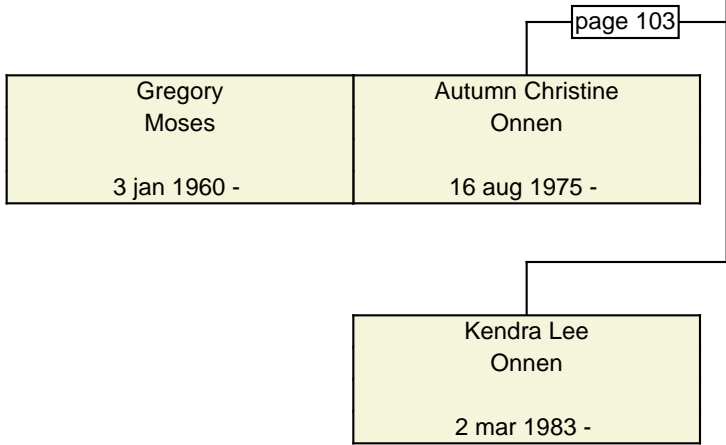 page 103
Gregory
Moses
3 jan 1960 -
Autumn Christine
Onnen
16 aug 1975 -
Kendra Lee
Onnen
2 mar 1983 -